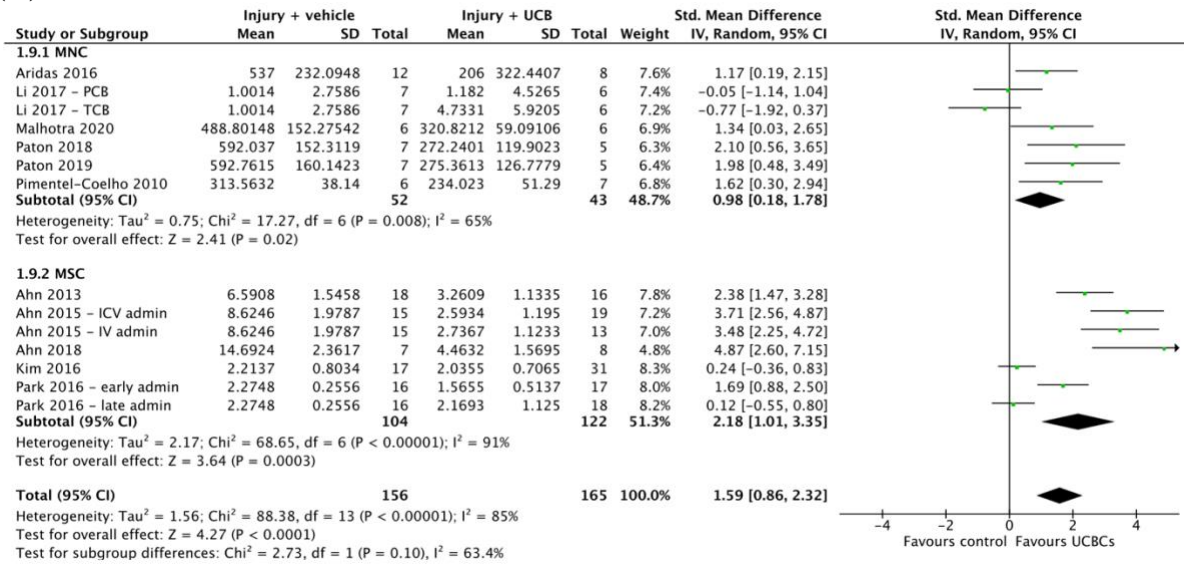 Injury + vehicle Injury + UCB Std. Mean Difference Std. Mean Difference
Study or Subgroup Mean SD Total Mean SD Total Weight IV, Random, 95% CI IV, Random, 95% CI
1.9.1 MNC
Aridas 2016 537 232.0948 12 206 322.4407 8 7.6% 1.17 [0.19, 2.15]
Li 2017 – PCB 1.0014 2.7586 7 1.182 4.5265 6 7.4% -0.05 [-1.14, 1.04]
Li 2017 – TCB 1.0014 2.7586 7 4.7331 5.9205 6 7.2% -0.77 [-1.92, 0.37]
Malhotra 2020 488.80148 152.27542 6 320.8212 59.09106 6 6.9% 1.34 [0.03, 2.65]
Paton 2018 592.037 152.3119 7 272.2401 119.9023 5 6.3% 2.10 [0.56, 3.65]
Paton 2019 592.7615 160.1423 7 275.3613 126.7779 5 6.4% 1.98 [0.48, 3.49]
Pimentel-Coelho 2010 313.5632 38.14 6 234.023 51.29 7 6.8% 1.62 [0.30, 2.94]
Subtotal (95% CI) 52 43 48.7% 0.98 [0.18, 1.78]
Heterogeneity: Tau² = 0.75; Chi² = 17.27, df = 6 (P = 0.008); I² = 65%
Test for overall effect: Z = 2.41 (P = 0.02)
1.9.2 MSC
Ahn 2013 6.5908 1.5458 18 3.2609 1.1335 16 7.8% 2.38 [1.47, 3.28]
Ahn 2015 – ICV admin 8.6246 1.9787 15 2.5934 1.195 19 7.2% 3.71 [2.56, 4.87]
Ahn 2015 – IV admin 8.6246 1.9787 15 2.7367 1.1233 13 7.0% 3.48 [2.25, 4.72]
Ahn 2018 14.6924 2.3617 7 4.4632 1.5695 8 4.8% 4.87 [2.60, 7.15]
Kim 2016 2.2137 0.8034 17 2.0355 0.7065 31 8.3% 0.24 [-0.36, 0.83]
Park 2016 – early admin 2.2748 0.2556 16 1.5655 0.5137 17 8.0% 1.69 [0.88, 2.50]
Park 2016 – late admin 2.2748 0.2556 16 2.1693 1.125 18 8.2% 0.12 [-0.55, 0.80]
Subtotal (95% CI) 104 122 51.3% 2.18 [1.01, 3.35]
Heterogeneity: Tau² = 2.17; Chi² = 68.65, df = 6 (P < 0.00001); I² = 91%
Test for overall effect: Z = 3.64 (P = 0.0003)
Total (95% CI) 156 165 100.0% 1.59 [0.86, 2.32]
Heterogeneity: Tau² = 1.56; Chi² = 88.38, df = 13 (P < 0.00001); I² = 85%
Test for overall effect: Z = 4.27 (P < 0.0001)
Test for subgroup differences: Chi² = 2.73, df = 1 (P = 0.10), I² = 63.4%
-4 -2 0 2 4
Favours control Favours UCBCs